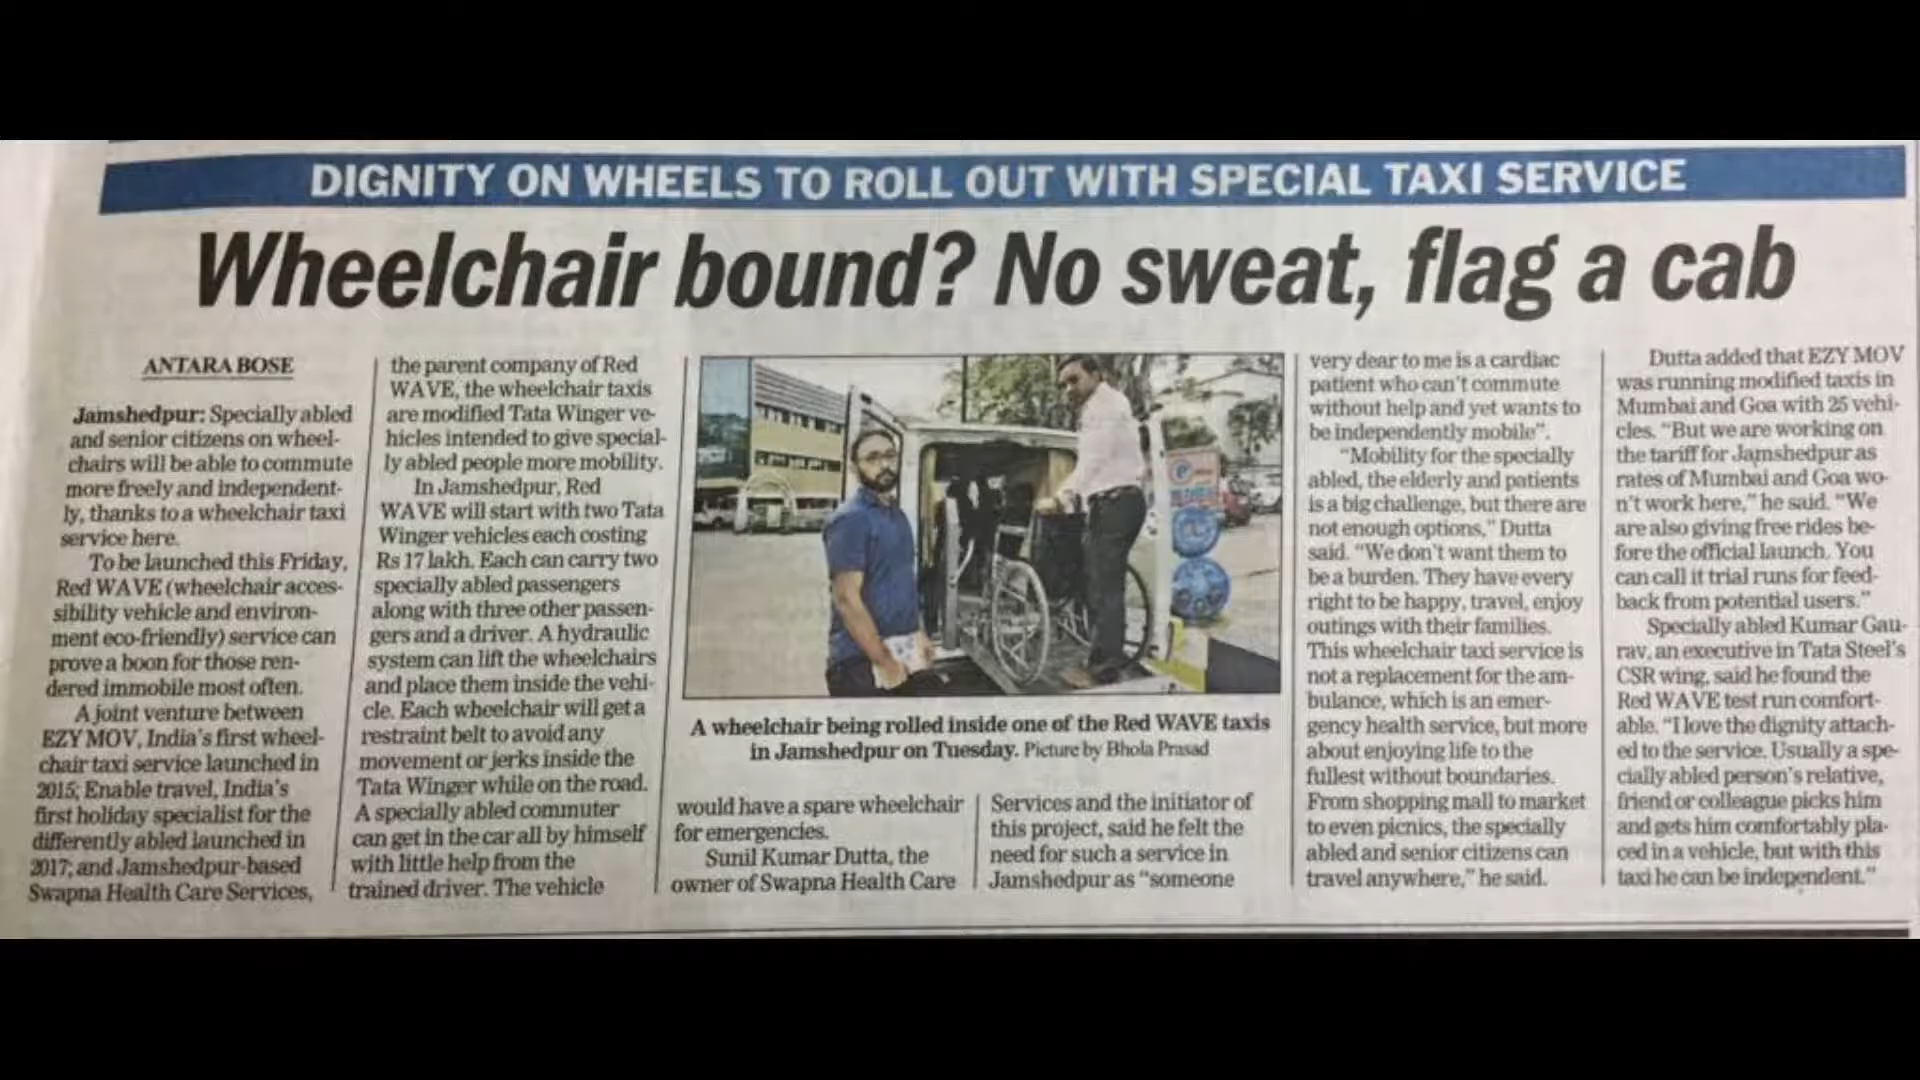 DIGNITY ON WHEELS TO ROLL OUT WITH SPECIAL TAXI SERVICE
Wheelchair bound? No sweat, flag a cab
ANTARA BOSE
Jamshedpur: Specially abled
and senior citizens on wheel-
chairs will be able to commute
more freely and independent-
ly, thanks to a wheelchair taxi
service here.
To be launched this Friday,
Red WAVE (wheelchair acces-
sibility vehicle and environ-
ment eco-friendly) service can
prove a boon for those ren-
dered immobile most often.
A joint venture between
EZY MOV, India's first wheel-
chair taxi service launched in
2015; Enable travel, India's
first holiday specialist for the
differently abled launched in
2017; and Jamshedpur-based
Swapna Health Care Services,
the parent company of Red
WAVE, the wheelchair taxis
are modified Tata Winger ve-
hicles intended to give special-
ly abled people more mobility.
In Jamshedpur, Red
WAVE will start with two Tata
Winger vehicles each costing
Rs 17 lakh. Each can carry two
specially abled passengers
along with three other passen-
gers and a driver. A hydraulic
system can lift the wheelchairs
and place them inside the vehi-
cle. Each wheelchair will get a
restraint belt to avoid any
movement or jerks inside the
Tata Winger while on the road.
A specially abled commuter
can get in the car all by himself
with little help from the
trained driver. The vehicle
A wheelchair being rolled inside one of the Red WAVE taxis
in Jamshedpur on Tuesday. Picture by Bhola Prasad
would have a spare wheelchair
for emergencies.
Sunil Kumar Dutta, the
owner of Swapna Health Care
Services and the initiator of
this project, said he felt the
need for such a service in
Jamshedpur as "someone
very dear to me is a cardiac
patient who can't commute
without help and yet wants to
be independently mobile".
"Mobility for the specially
abled, the elderly and patients
is a big challenge, but there are
not enough options," Dutta
said. "We don't want them to
be a burden. They have every
right to be happy, travel, enjoy
outings with their families.
This wheelchair taxi service is
not a replacement for the am-
bulance, which is an emer-
gency health service, but more
about enjoying life to the
fullest without boundaries.
From shopping mall to market
to even picnics, the specially
abled and senior citizens can
travel anywhere," he said.
Dutta added that EZY MOV
was running modified taxis in
Mumbai and Goa with 25 vehi-
cles. "But we are working on
the tariff for Jamshedpur as
rates of Mumbai and Goa wo-
n't work here," he said. "We
are also giving free rides be-
fore the official launch. You
can call it trial runs for feed-
back from potential users."
Specially abled Kumar Gau-
rav, an executive in Tata Steel's
CSR wing, said he found the
Red WAVE test run comfort-
able. "I love the dignity attach-
ed to the service. Usually a spe-
cially abled person's relative,
friend or colleague picks him
and gets him comfortably pla-
ced in a vehicle, but with this
taxi he can be independent."